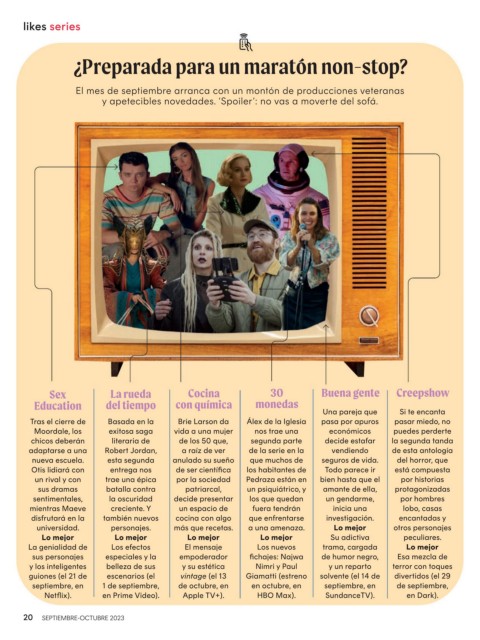 likes series
¿Preparada para un maratón non-stop?
El mes de septiembre arranca con un montón de producciones veteranas
y apetecibles novedades. ‘Spoiler’: no vas a moverte del sofá.
Sex
Education
Tras el cierre de
Moordale, los
chicos deberán
adaptarse a una
nueva escuela.
Otis lidiará con
un rival y con
sus dramas
sentimentales,
mientras Maeve
disfrutará en la
universidad.
Lo mejor
La genialidad de
sus personajes
y los inteligentes
guiones (el 21 de
septiembre, en
Netflix).
La rueda
del tiempo
Basada en la
exitosa saga
literaria de
Robert Jordan,
esta segunda
entrega nos
trae una épica
batalla contra
la oscuridad
creciente. Y
también nuevos
personajes.
Lo mejor
Los efectos
especiales y la
belleza de sus
escenarios (el
1 de septiembre,
en Prime Video).
Cocina
con química
Brie Larson da
vida a una mujer
de los 50 que,
a raíz de ver
anulado su sueño
de ser científica
por la sociedad
patriarcal,
decide presentar
un espacio de
cocina con algo
más que recetas.
Lo mejor
El mensaje
empoderador
y su estética
vintage (el 13
de octubre, en
Apple TV+).
30
monedas
Álex de la Iglesia
nos trae una
segunda parte
de la serie en la
que muchos de
los habitantes de
Pedraza están en
un psiquiátrico, y
los que quedan
fuera tendrán
que enfrentarse
a una amenaza.
Lo mejor
Los nuevos
fichajes: Najwa
Nimri y Paul
Giamatti (estreno
en octubre, en
HBO Max).
Buena gente
Una pareja que
pasa por apuros
económicos
decide estafar
vendiendo
seguros de vida.
Todo parece ir
bien hasta que el
amante de ella,
un gendarme,
inicia una
investigación.
Lo mejor
Su adictiva
trama, cargada
de humor negro,
y un reparto
solvente (el 14 de
septiembre, en
SundanceTV).
Creepshow
Si te encanta
pasar miedo, no
puedes perderte
la segunda tanda
de esta antología
del horror, que
está compuesta
por historias
protagonizadas
por hombres
lobo, casas
encantadas y
otros personajes
peculiares.
Lo mejor
Esa mezcla de
terror con toques
divertidos (el 29
de septiembre,
en Dark).
20 SEPTIEMBRE-OCTUBRE 2023